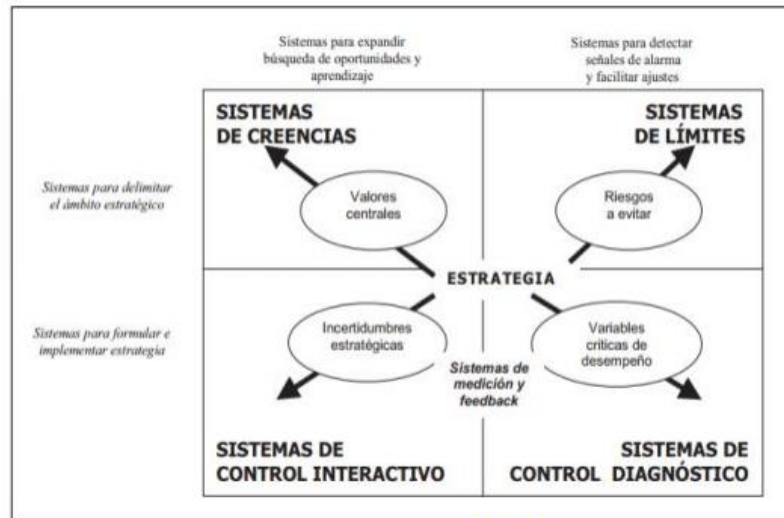 Sistemas para expandir
búsqueda de oportunidades y
aprendizaje
Sistemas para detectar
señales de alarma
y facilitar ajustes
SISTEMAS
DE CREENCIAS
SISTEMAS
DE LÍMITES
Sistemas para delimitar
el ámbito estratégico
Valores
centrales
Riesgos
a evitar
ESTRATEGIA
Sistemas para formular e
implementar estrategia
Incertidumbres
estratégicas
Variables
críticas de
desempeño
Sistemas de
medición y
feedback
SISTEMAS DE
CONTROL INTERACTIVO
SISTEMAS DE
CONTROL DIAGNÓSTICO